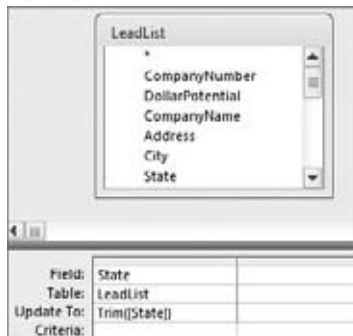 LeadList
*
CompanyNumber
DollarPotential
CompanyName
Address
City
State
Field: State
Table: LeadList
Update To: Trim([State])
Criteria: